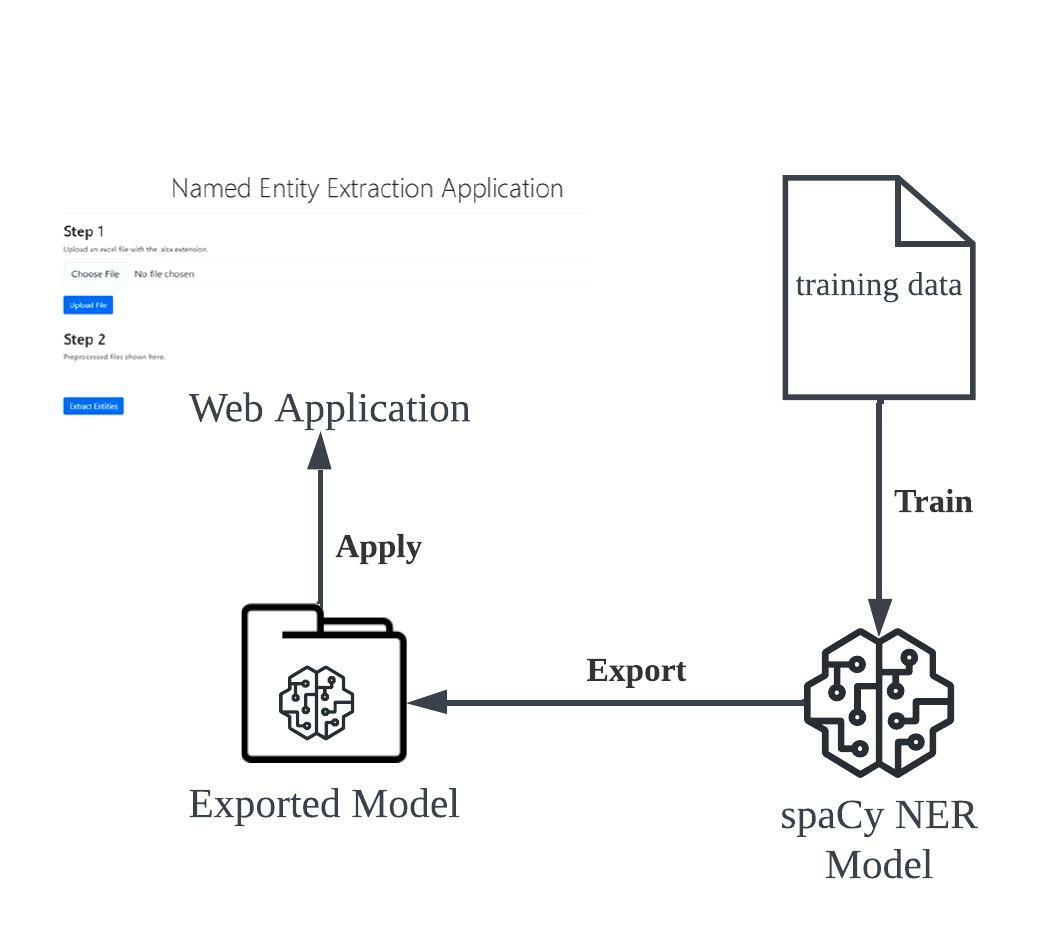 Named Entity Extraction Application
Step 1
Upload an excel file with the .xlsx extension.
Choose File No file chosen
Upload File
Step 2
Preprocessed files shown here.
Extract Entities
Web Application
training data
Train
Apply
Export
Exported Model
spaCy NER
Model